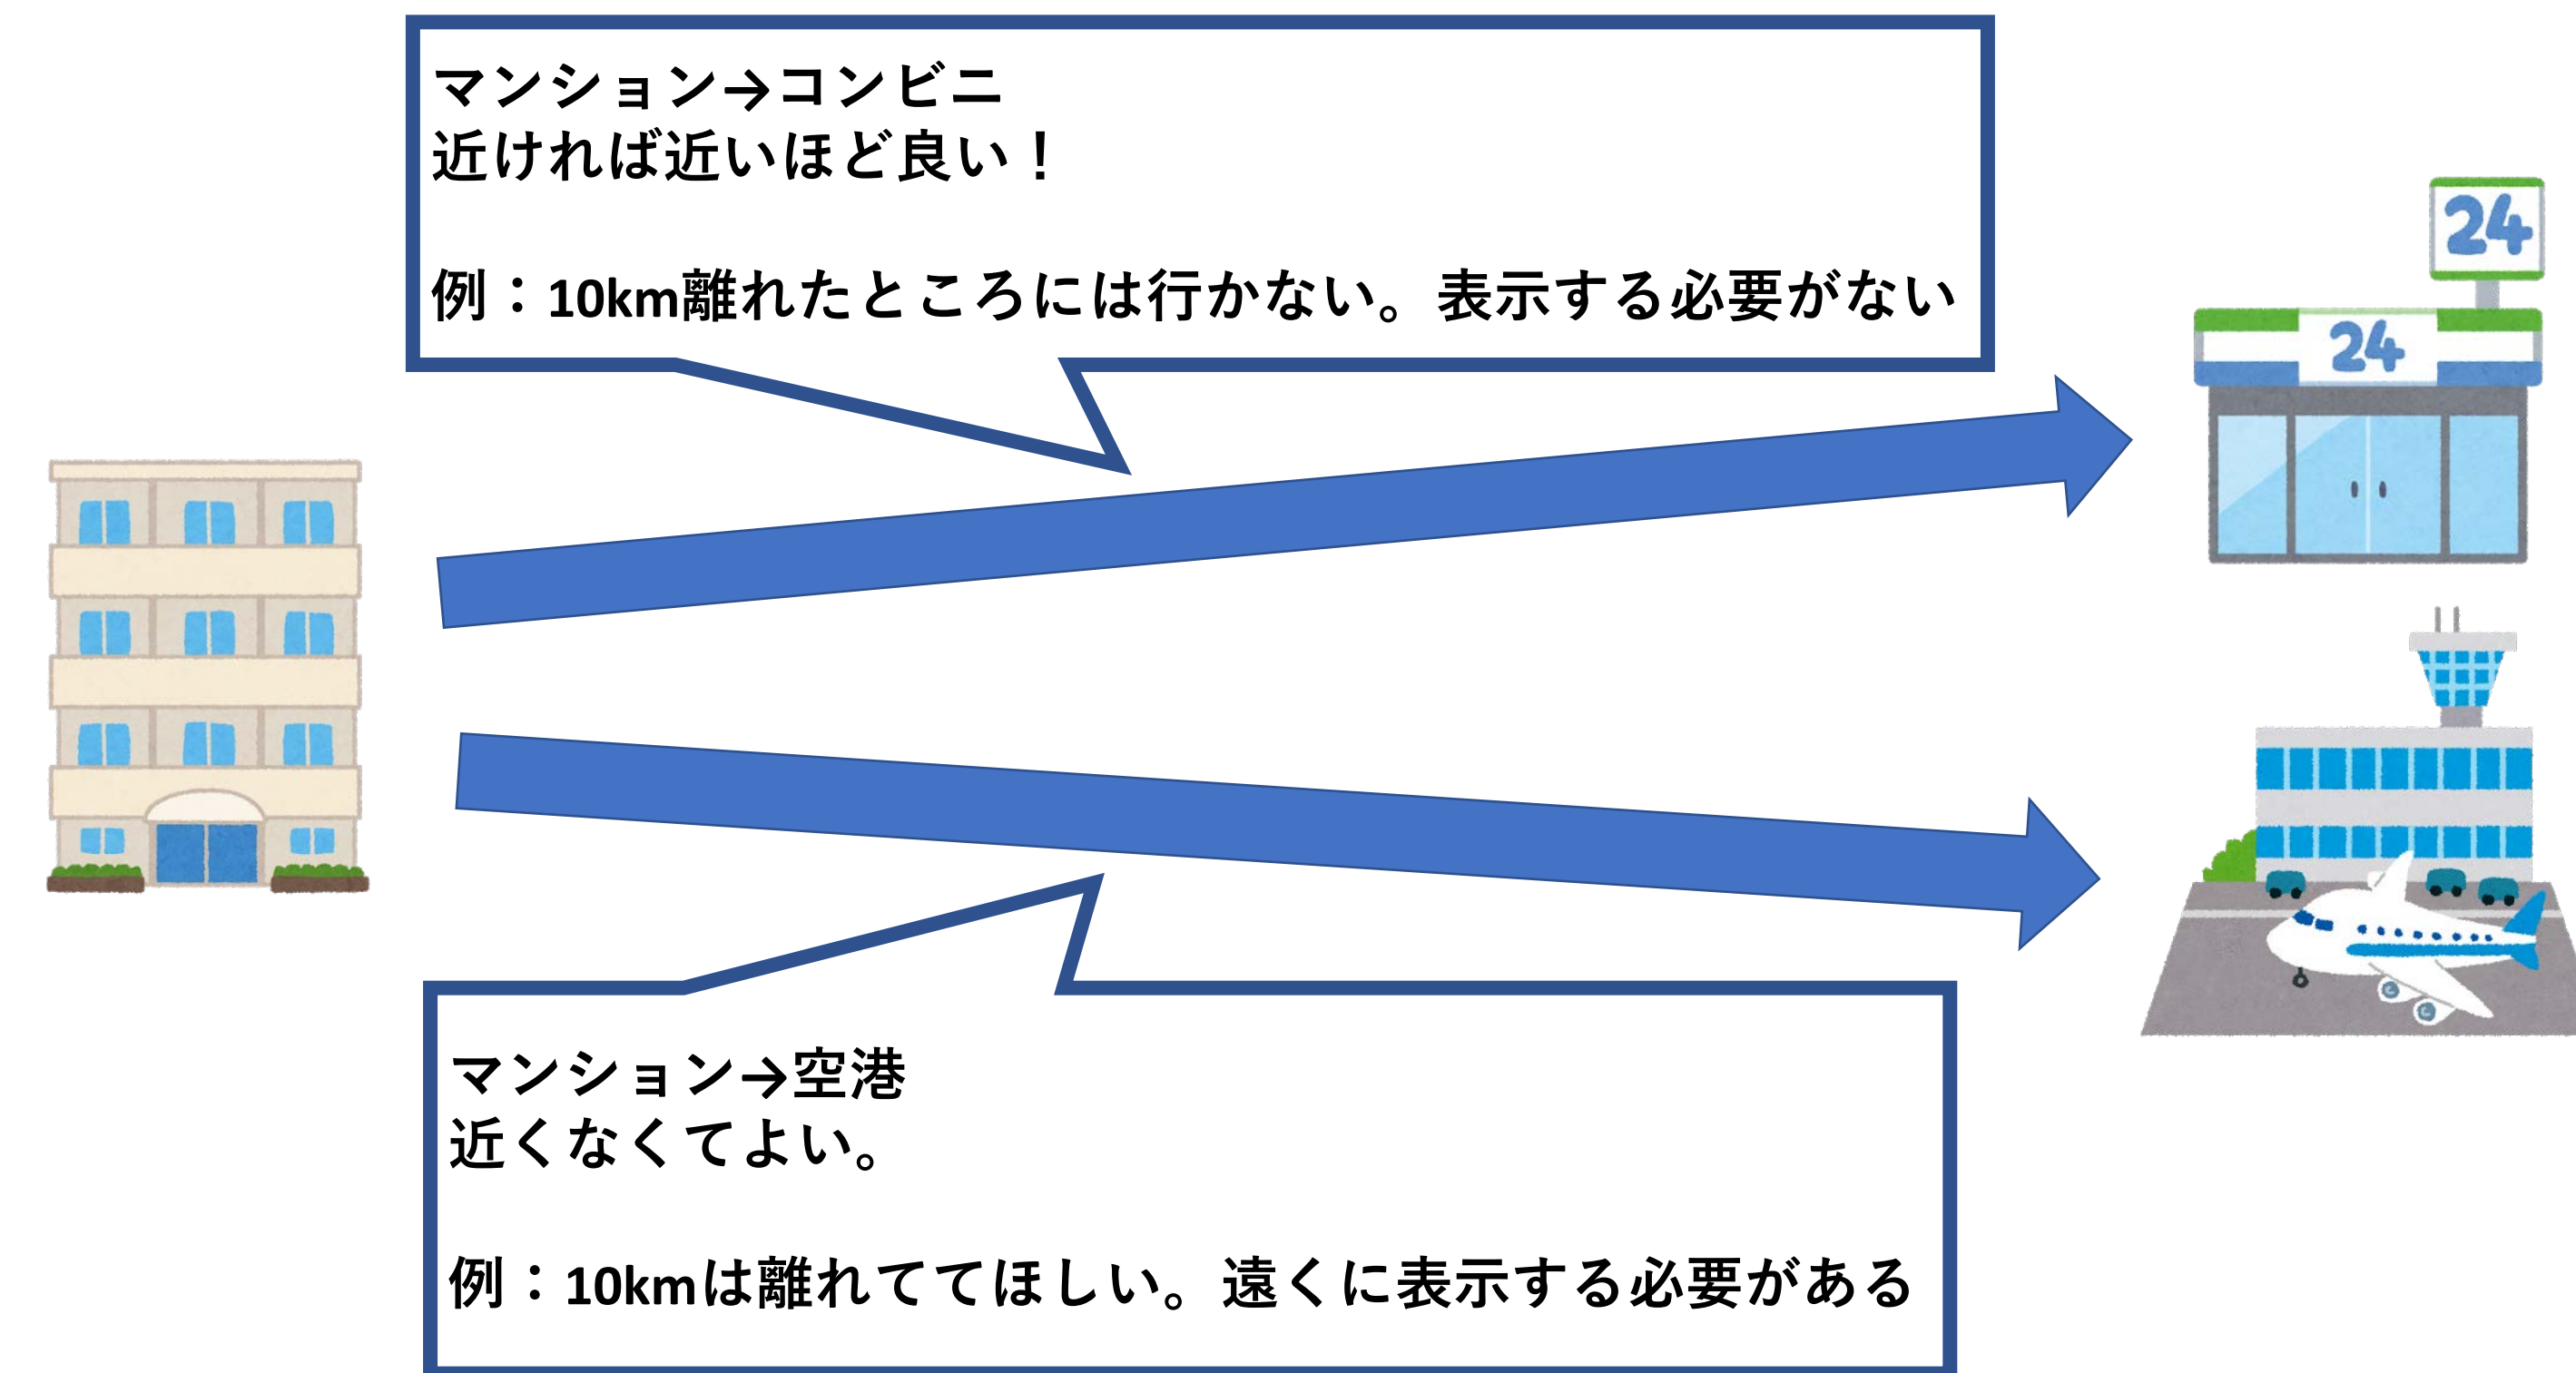 マンション→コンビニ
近ければ近いほど良い！
例：10km離れたところには行かない。表示する必要がない
24
24
マンション→空港
近くなくてよい。
例：10kmは離れててほしい。遠くに表示する必要がある